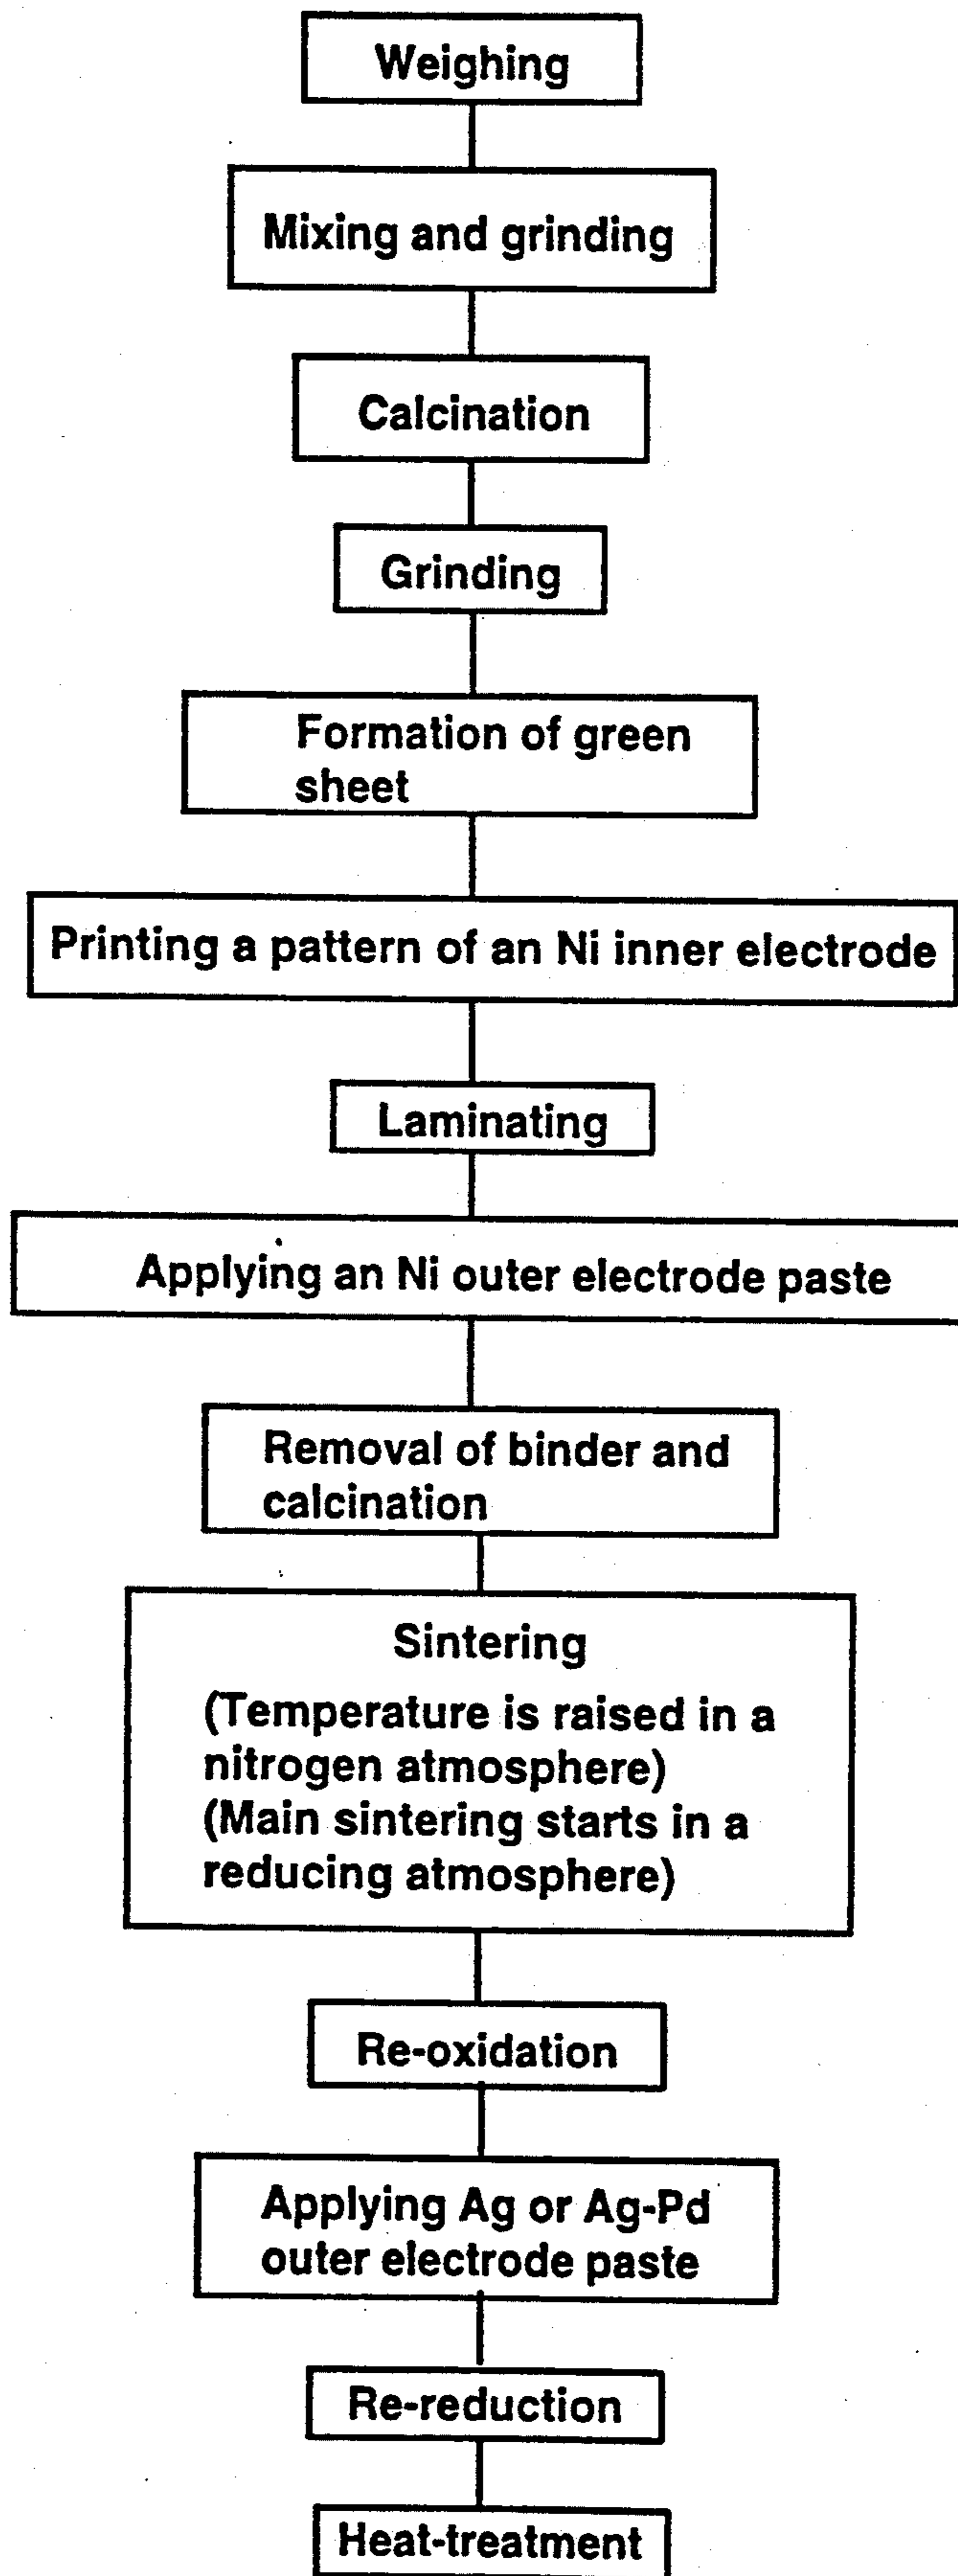 Weighing
Mixing and grinding
Calcination
Grinding
Formation of green
sheet
Printing a pattern of an Ni inner electrode
Laminating
Applying an Ni outer electrode paste
Removal of binder and
calcination
Sintering
(Temperature is raised in a
nitrogen atmosphere)
(Main sintering starts in a
reducing atmosphere)
Re-oxidation
Applying Ag or Ag-Pd
outer electrode paste
Re-reduction
Heat-treatment